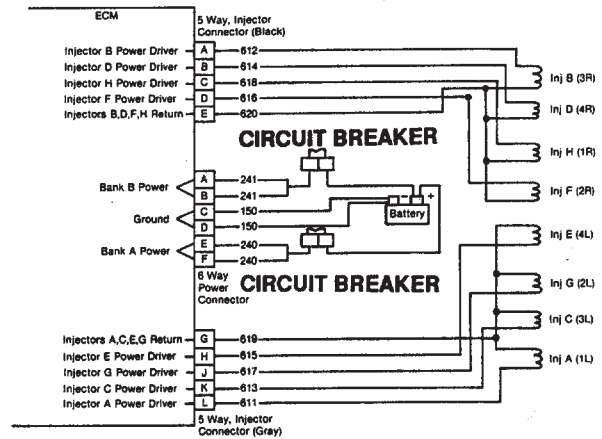 ECM
5 Way, Injector
Connector (Black)
Injector B Power Driver A 612
Injector D Power Driver B 614
Injector H Power Driver C 618
Injector F Power Driver D 616
Injectors B,D,F,H Return E 620
Inj B (3R)
Inj D (4R)
Inj H (1R)
Inj F (2R)
CIRCUIT BREAKER
Bank B Power
A 241
B 241
Ground
C 150
D 150
Bank A Power
E 240
F 240
- +
Battery
6 Way
Power
Connector
CIRCUIT BREAKER
Inj E (4L)
Inj G (2L)
Inj C (3L)
Inj A (1L)
Injectors A,C,E,G Return G 619
Injector E Power Driver H 615
Injector G Power Driver J 617
Injector C Power Driver K 613
Injector A Power Driver L 611
5 Way, Injector
Connector (Gray)